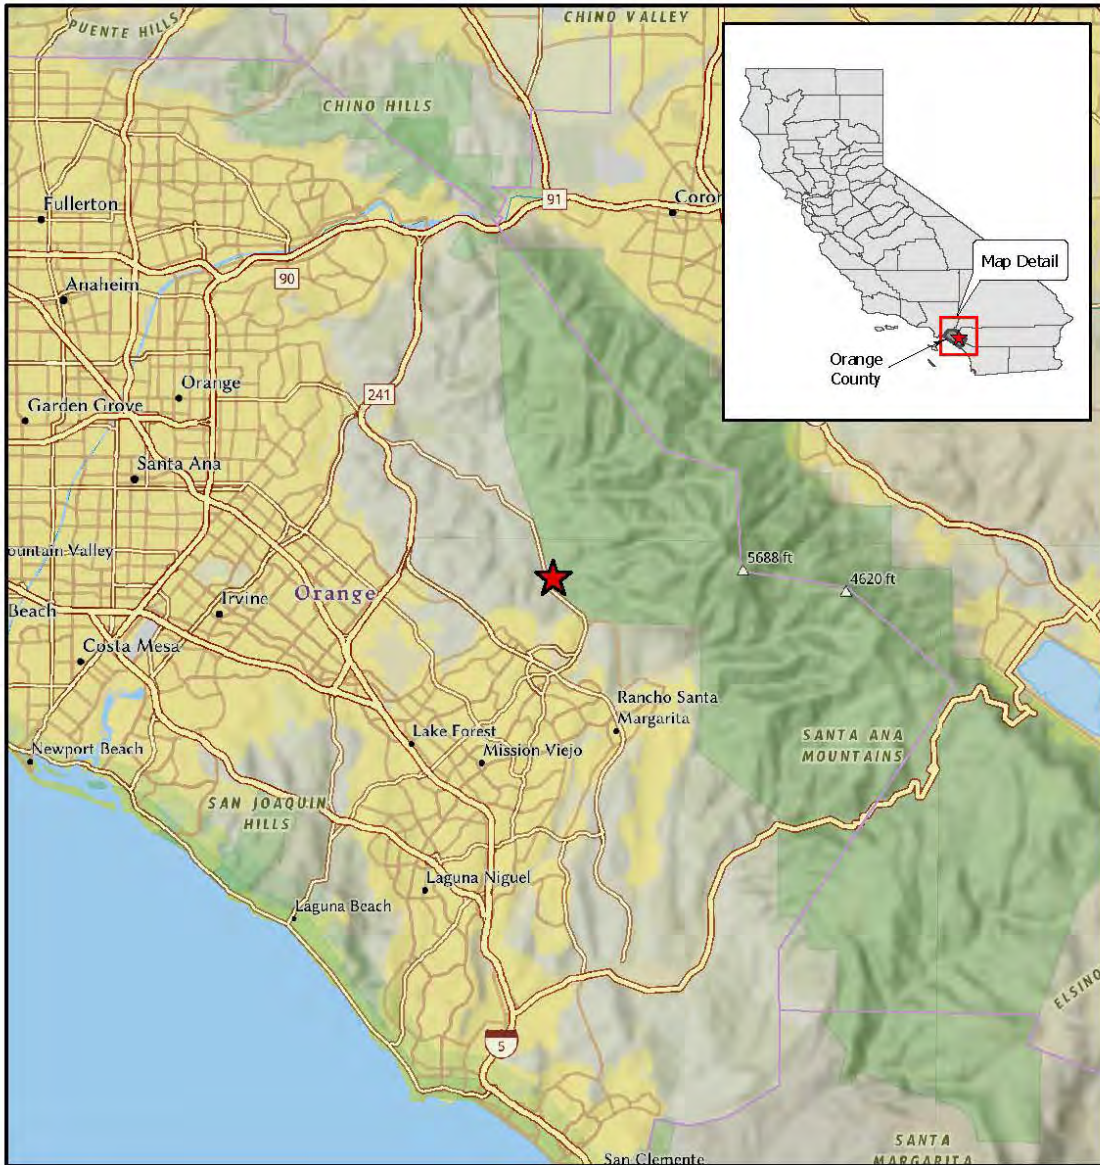 PUENTE HILLS
CHINO VALLEY
CHINO HILLS
Fullerton
91
Coron
90
Anaheim
Orange
241
Garden Grove
Santa Ana
ountain Valley
5688 ft
4620 ft
Beach
Irvine
Orange
Costa Mesa
Rancho Santa
Margarita
Lake Forest
Mission Viejo
Newport Beach
SANTA ANA
MOUNTAINS
SAN JOAQUIN
HILLS
Laguna Niguel
Laguna Beach
ELSINO
5
SANTA
MARGARITA
San Clemente
Map Detail
Orange
County